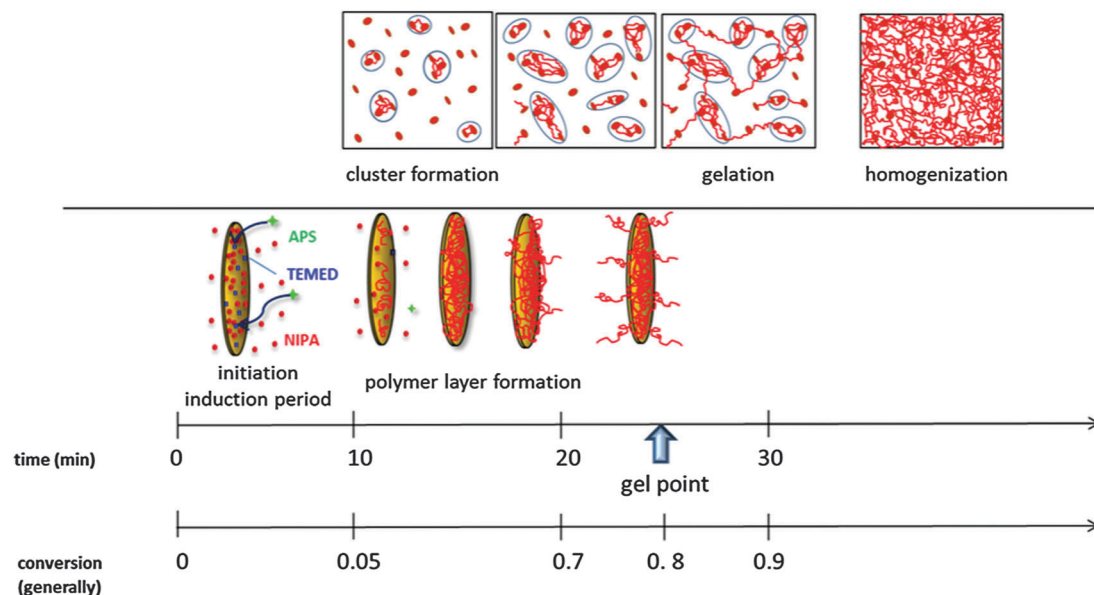 cluster formation
gelation
homogenization
APS
TEMED
NIPA
initiation
induction period
polymer layer formation
time (min)
0
10
20
30
gel point
conversion
(generally)
0
0.05
0.7
0. 8
0.9